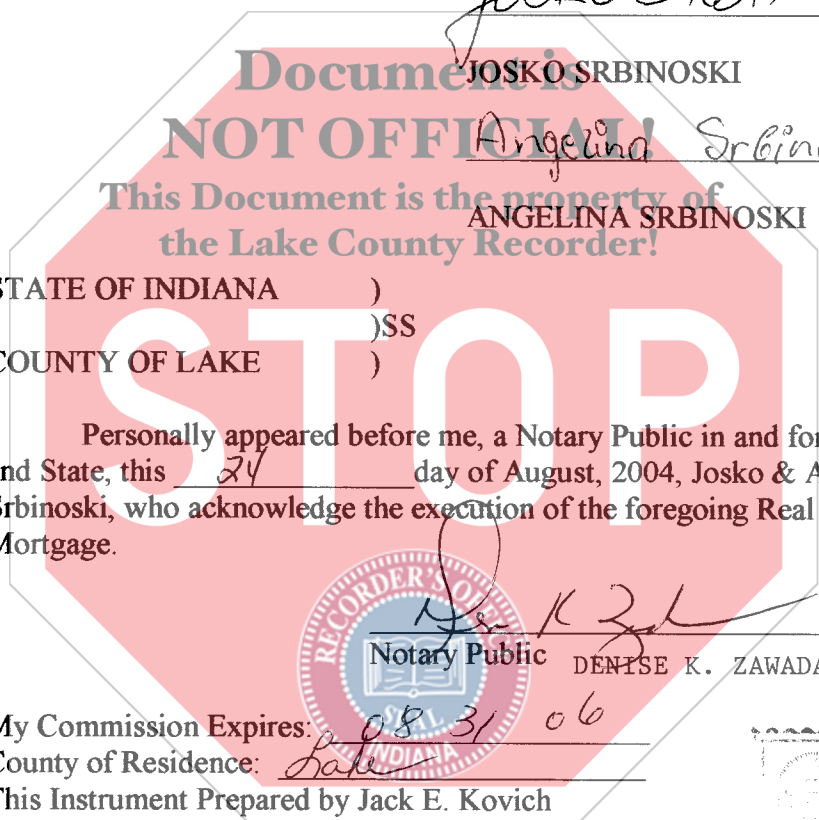 Document is
JOSKO SRBINOSKI
NOT OFFICIAL!
Angelina
This Document is the property of
ANGELINA SRBINOSKI
the Lake County Recorder!
STATE OF INDIANA )
)SS
COUNTY OF LAKE )
STOP
Personally appeared before me, a Notary Public in and for
and State, this 24 day of August, 2004, Josko & A
Srbinoski, who acknowledge the execution of the foregoing Real
Mortgage.
RECORDER'S OFFICE
Notary Public DENISE K. ZAWADA
SEAL
My Commission Expires: 08 31 06
INDIANA
County of Residence: Lake
This Instrument Prepared by Jack E. Kovich